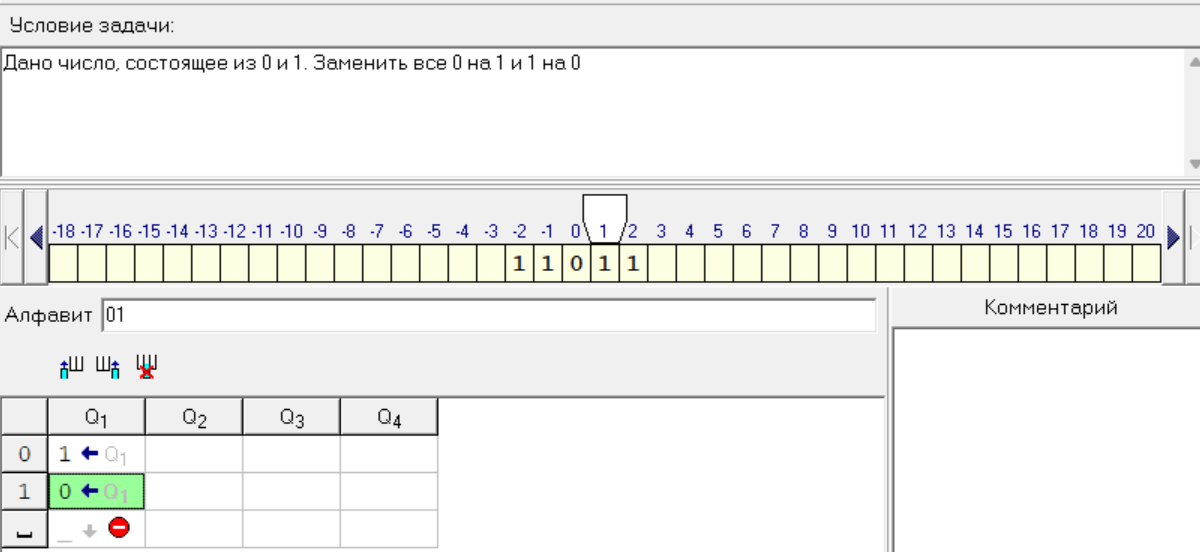 Условие задачи:
Дано число, состоящее из 0 и 1. Заменить все 0 на 1 и 1 на 0
-18 -17 -16 -15 -14 -13 -12 -11 -10 -9 -8 -7 -6 -5 -4 -3 -2 -1 0 1 2 3 4 5 6 7 8 9 10 11 12 13 14 15 16 17 18 19 20
1 1 0 1 1
Алфавит 01
Комментарий
Q1 Q2 Q3 Q4
0 1 ← Q1
1 0 ← Q1
_ _